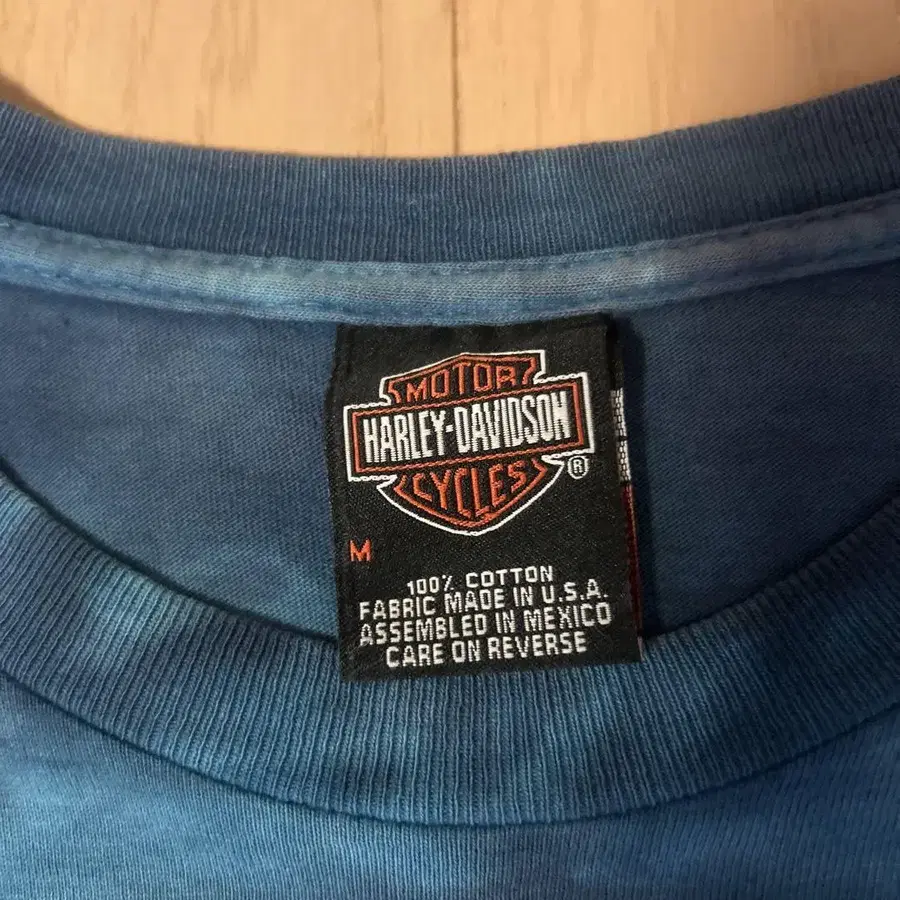 MOTOR
HARLEY-DAVIDSON
CYCLES
®
M
100% COTTON
FABRIC MADE IN U.S.A.
ASSEMBLED IN MEXICO
CARE ON REVERSE